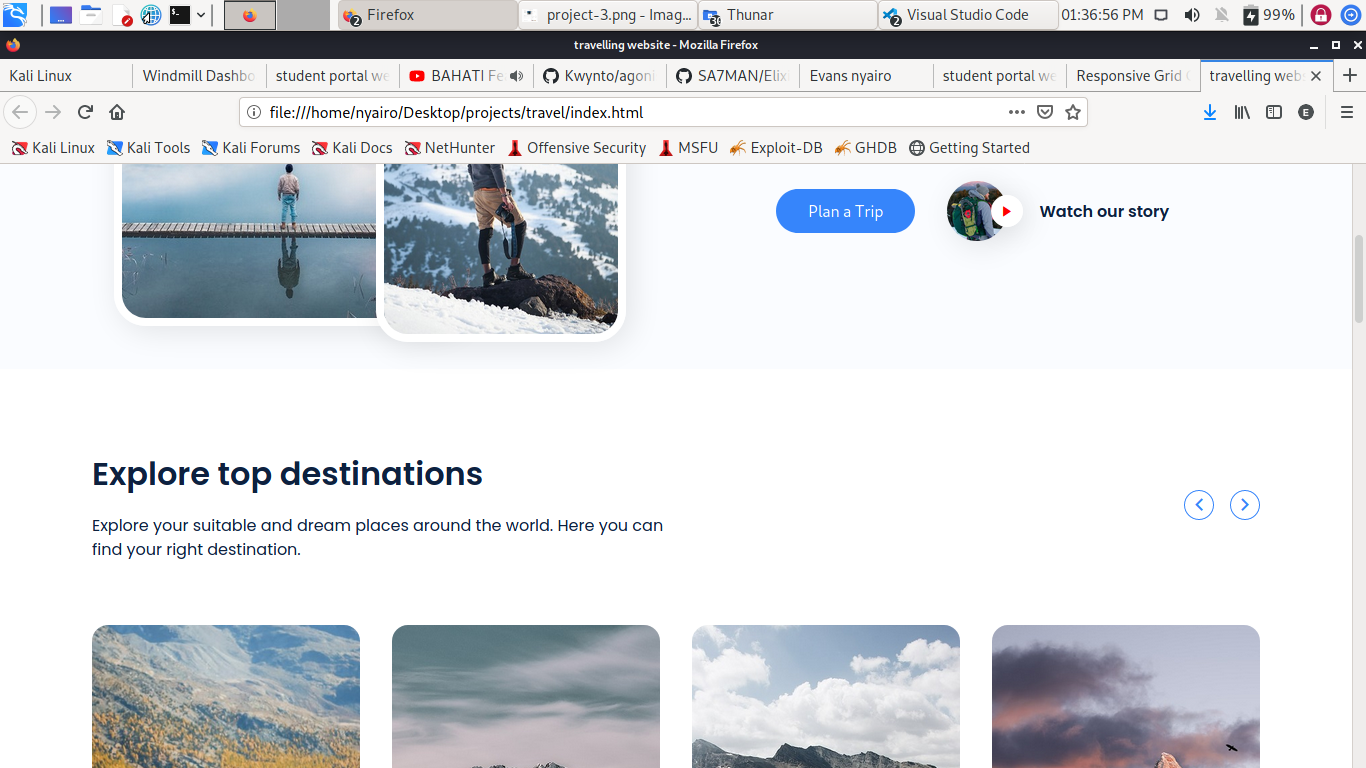 2 Firefox
project-3.png - Imag...
36 Thunar
2 Visual Studio Code
01:36:56 PM
99%
travelling website - Mozilla Firefox
Kali Linux
Windmill Dashbo
student portal we
BAHATI Fe
Kwynto/agoni
SA7MAN/Elixi
Evans nyairo
student portal we
Responsive Grid
travelling web
file:///home/nyairo/Desktop/projects/travel/index.html
E
Kali Linux
Kali Tools
Kali Forums
Kali Docs
NetHunter
Offensive Security
MSFU
Exploit-DB
GHDB
Getting Started
Plan a Trip
Watch our story
Explore top destinations
Explore your suitable and dream places around the world. Here you can
find your right destination.